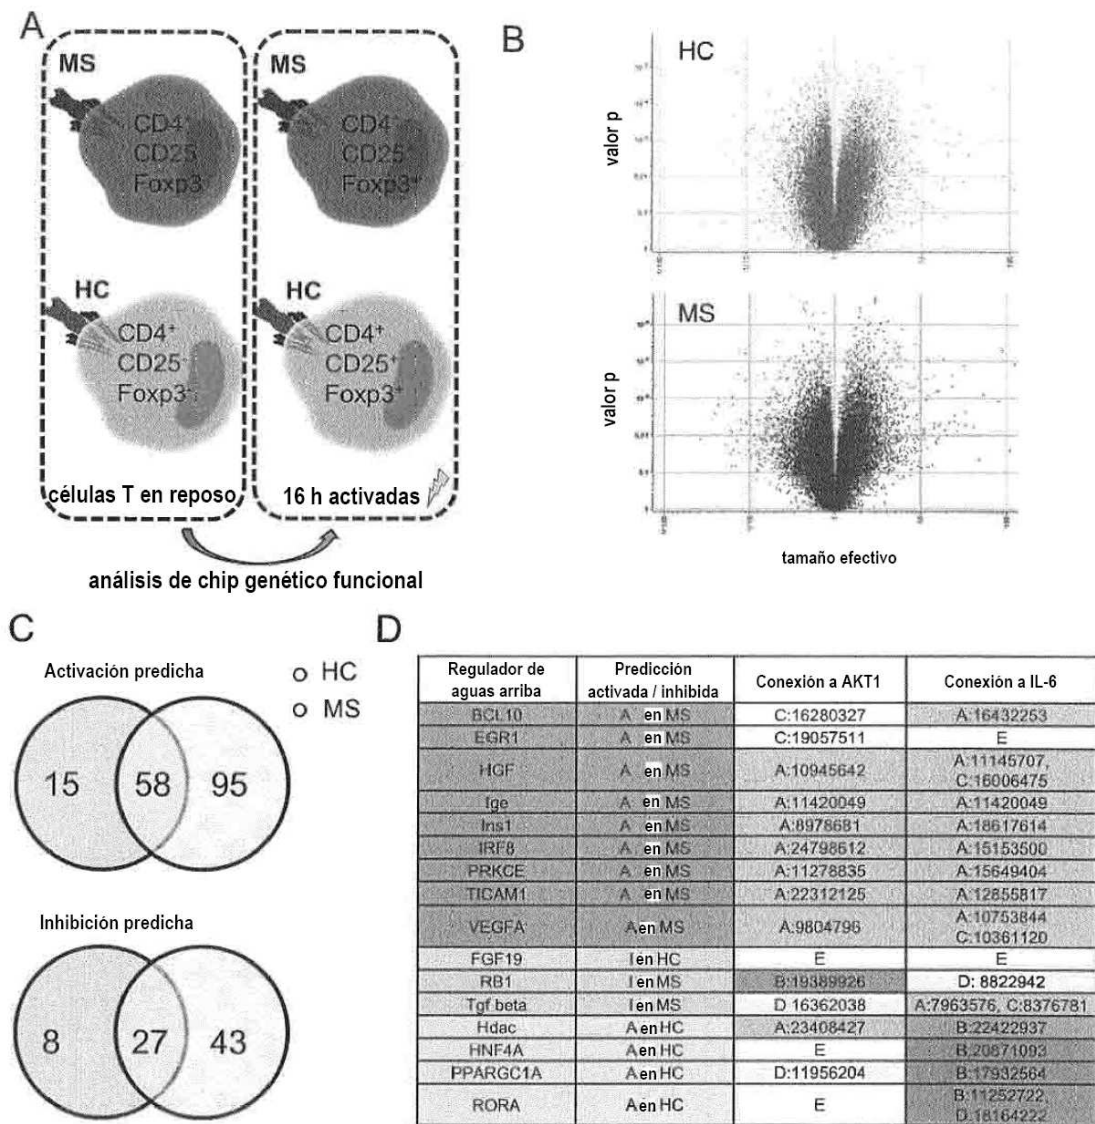 A
MS
CD4
CD25
Foxp3
MS
CD4
CD25
Foxp3+
HC
CD4+
CD25
Foxp3
HC
CD4+
CD25+
Foxp3+
células T en reposo
16 h activadas
análisis de chip genético funcional
B
HC
valor p
MS
valor p
tamaño efectivo
C
Activación predicha
HC
MS
15 58 95
Inhibición predicha
8 27 43
D
Regulador de aguas arriba | Predicción activada / inhibida | Conexión a AKT1 | Conexión a IL-6
BCL10 | A en MS | C:16280327 | A:16432253
EGR1 | A en MS | C:19057511 | E
HGF | A en MS | A:10945642 | A:11145707, C:16006475
Ige | A en MS | A:11420049 | A:11420049
Ins1 | A en MS | A:8978681 | A:18617614
IRF8 | A en MS | A:24798612 | A:15153500
PRKCE | A en MS | A:11278835 | A:15649404
TICAM1 | A en MS | A:22312125 | A:12855817
VEGFA | A en MS | A:9804796 | A:10753844 C:10361120
FGF19 | I en HC | E | E
RB1 | I en MS | B:19389926 | D: 8822942
Tgf beta | I en MS | D 16362038 | A:7963576, C:8376781
Hdac | A en HC | A:23408427 | B:22422937
HNF4A | A en HC | E | B:20871093
PPARGC1A | A en HC | D:11956204 | B:17932564
RORA | A en HC | E | B:11252722, D:18164222